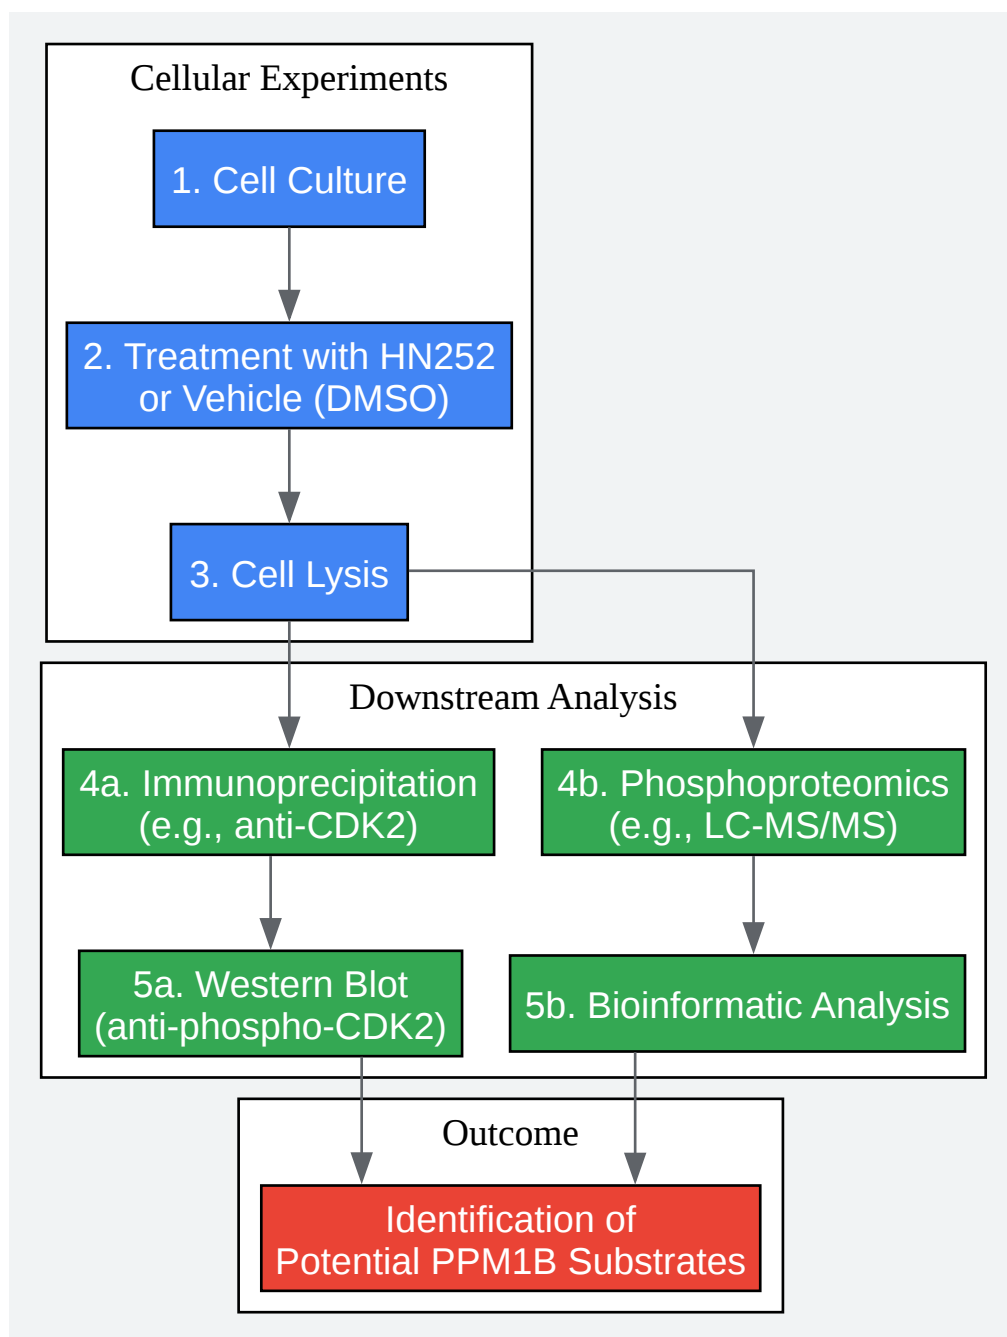 Cellular Experiments
1. Cell Culture
2. Treatment with HN252
or Vehicle (DMSO)
3. Cell Lysis
Downstream Analysis
4a. Immunoprecipitation
(e.g., anti-CDK2)
4b. Phosphoproteomics
(e.g., LC-MS/MS)
5a. Western Blot
(anti-phospho-CDK2)
5b. Bioinformatic Analysis
Outcome
Identification of
Potential PPM1B Substrates